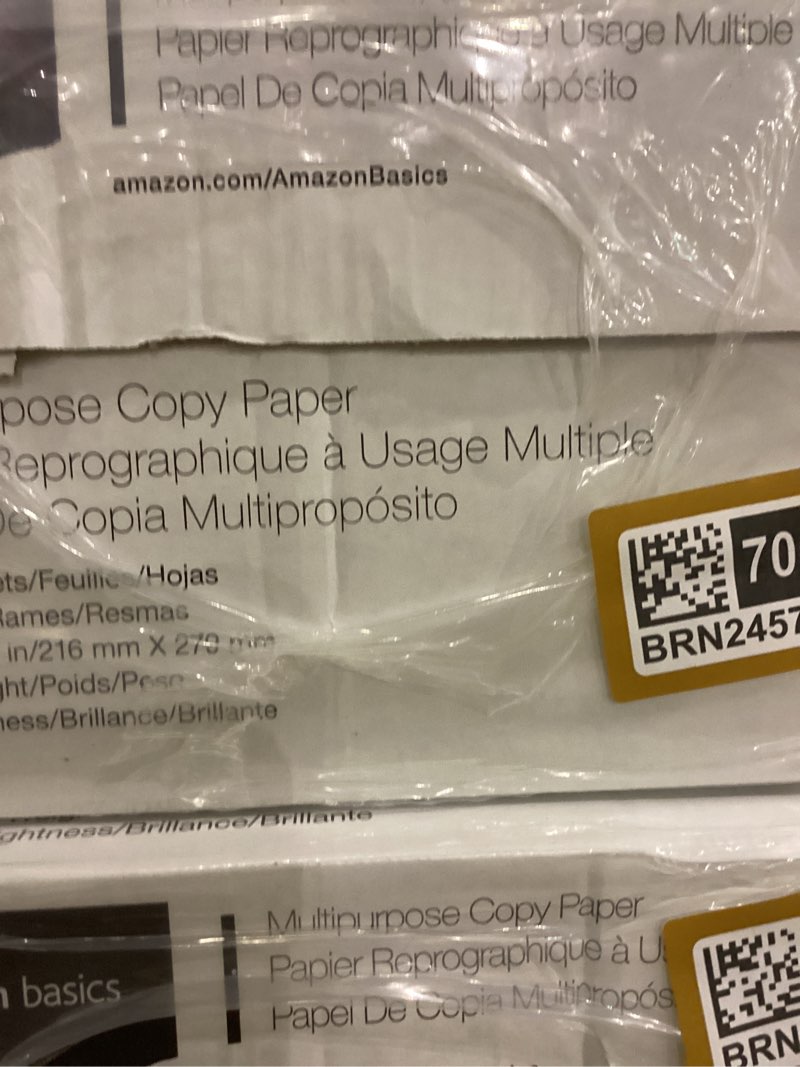 Papier Reprographique à Usage Multiple
Papel De Copia Multipropósito
amazon.com/AmazonBasics
pose Copy Paper
Reprographique à Usage Multiple
De Copia Multipropósito
ets/Feuilles/Hojas
Rames/Resmas
in/216 mm X 279 mm
ght/Poids/Peso
ness/Brillance/Brillante
70
BRN2457
ghtness/Brillance/Brillante
n basics
Multipurpose Copy Paper
Papier Reprographique à U
Papel De Copia Multipropós
BRN